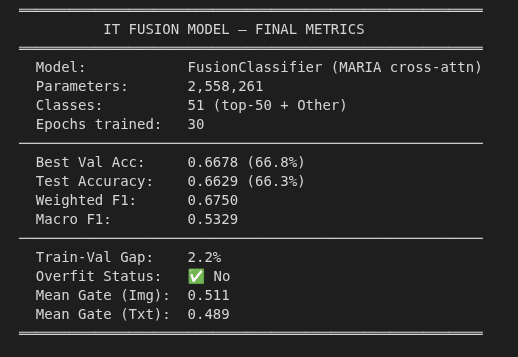 IT FUSION MODEL — FINAL METRICS
Model: FusionClassifier (MARIA cross-attn)
Parameters: 2,558,261
Classes: 51 (top-50 + Other)
Epochs trained: 30
Best Val Acc: 0.6678 (66.8%)
Test Accuracy: 0.6629 (66.3%)
Weighted F1: 0.6750
Macro F1: 0.5329
Train-Val Gap: 2.2%
Overfit Status: ✅ No
Mean Gate (Img): 0.511
Mean Gate (Txt): 0.489